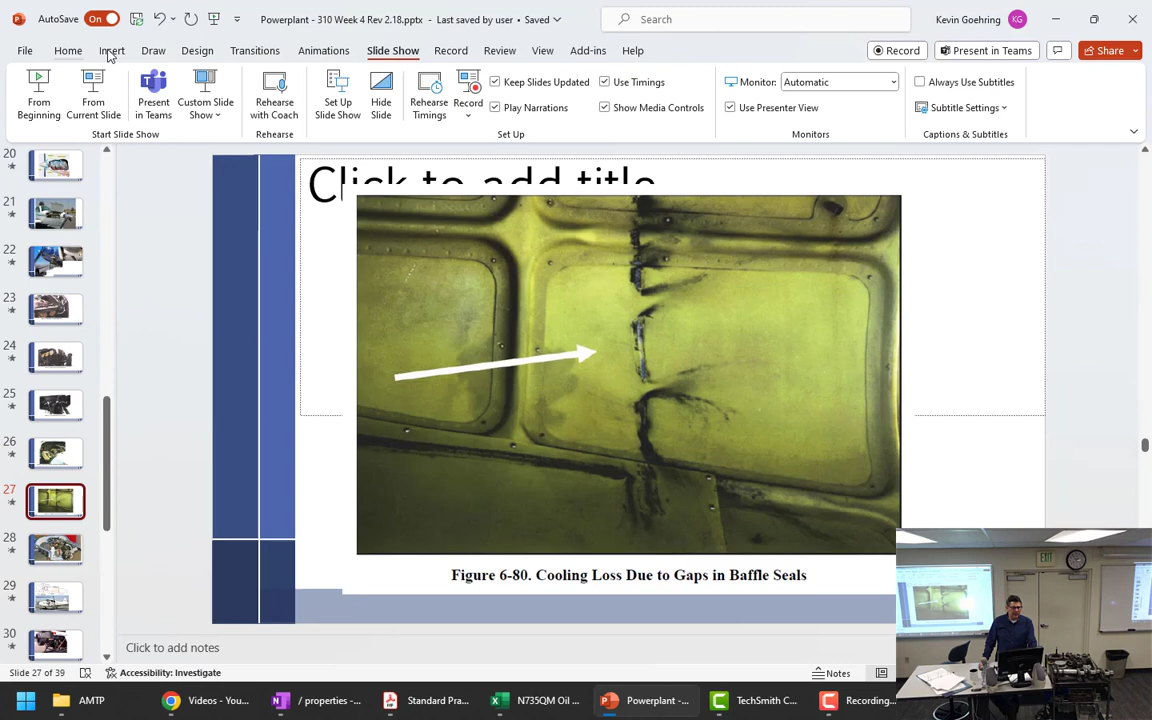 AutoSave On Powerplant - 310 Week 4 Rev 2.18.pptx - Last saved by user • Saved Search Kevin Goehring KG
File Home Insert Draw Design Transitions Animations Slide Show Record Review View Add-ins Help Record Present in Teams Share
From Beginning
From Current Slide
Present in Teams
Custom Slide Show
Start Slide Show
Rehearse with Coach
Rehearse
Set Up Slide Show
Hide Slide
Rehearse Timings
Record
Keep Slides Updated
Play Narrations
Use Timings
Show Media Controls
Set Up
Monitor: Automatic
Use Presenter View
Monitors
Always Use Subtitles
Subtitle Settings
Captions & Subtitles
20
21
22
23
24
25
26
27
28
29
30
Click to add title
Figure 6-80. Cooling Loss Due to Gaps in Baffle Seals
EXIT
Click to add notes
Slide 27 of 39 Accessibility: Investigate Notes
AMTP Videos - You... / properties -... Standard Pra... N735QM Oil ... Powerplant -... TechSmith C... Recording...